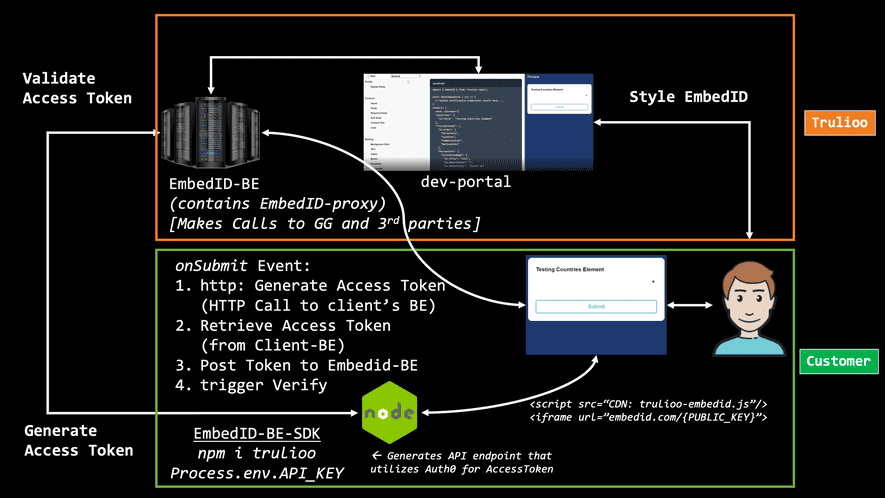 Validate
Access Token
Style EmbedID
Trulioo
Testing Countries Element
dev-portal
EmbedID-BE
(contains EmbedID-proxy)
[Makes Calls to GG and 3rd parties]
onSubmit Event:
1. http: Generate Access Token
(HTTP Call to client’s BE)
2. Retrieve Access Token
(from Client-BE)
3. Post Token to Embedid-BE
4. trigger Verify
Testing Countries Element
Submit
Customer
node
<script src=“CDN: trulioo-embedid.js”/>
<iframe url=”embedid.com/{PUBLIC_KEY}”>
Generate
Access Token
EmbedID-BE-SDK
npm i trulioo
Process.env.API_KEY
← Generates API endpoint that
utilizes Auth0 for AccessToken